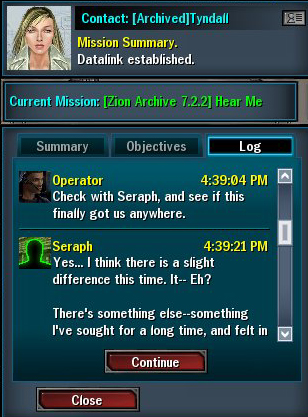 Contact: [Archived]Tyndall
Mission Summary.
Datalink established.
Current Mission: [Zion Archive 7.2.2] Hear Me
Summary
Objectives
Log
Operator 4:39:04 PM
Check with Seraph, and see if this
finally got us anywhere.
Seraph 4:39:21 PM
Yes... I think there is a slight
difference this time. It-- Eh?
There's something else--something
I've sought for a long time, and felt in
Continue
Close